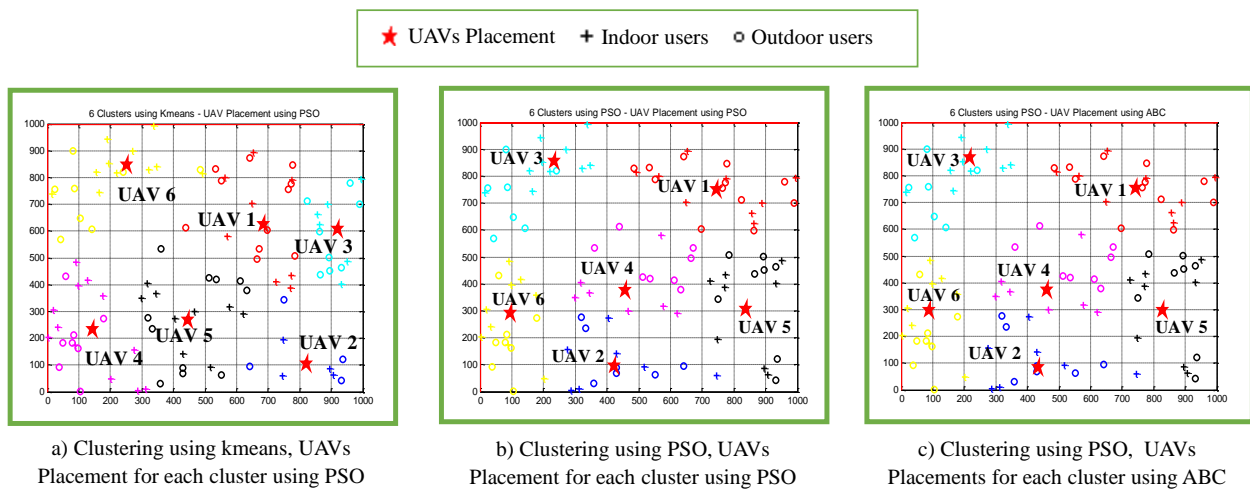 UAVs Placement + Indoor users o Outdoor users
6 Clusters using Kmeans - UAV Placement using PSO
1000
900
800
700
600
500
400
300
200
100
0
0 100 200 300 400 500 600 700 800 900 1000
UAV 6
UAV 1
UAV 3
UAV 5
UAV 4
UAV 2
a) Clustering using kmeans, UAVs
Placement for each cluster using PSO
6 Clusters using PSO - UAV Placement using PSO
1000
900
800
700
600
500
400
300
200
100
0
0 100 200 300 400 500 600 700 800 900 1000
UAV 3
UAV 1
UAV 4
UAV 6
UAV 5
UAV 2
b) Clustering using PSO, UAVs
Placement for each cluster using PSO
6 Clusters using PSO - UAV Placement using ABC
1000
900
800
700
600
500
400
300
200
100
0
0 100 200 300 400 500 600 700 800 900 1000
UAV 3
UAV 1
UAV 4
UAV 6
UAV 5
UAV 2
c) Clustering using PSO, UAVs
Placements for each cluster using ABC